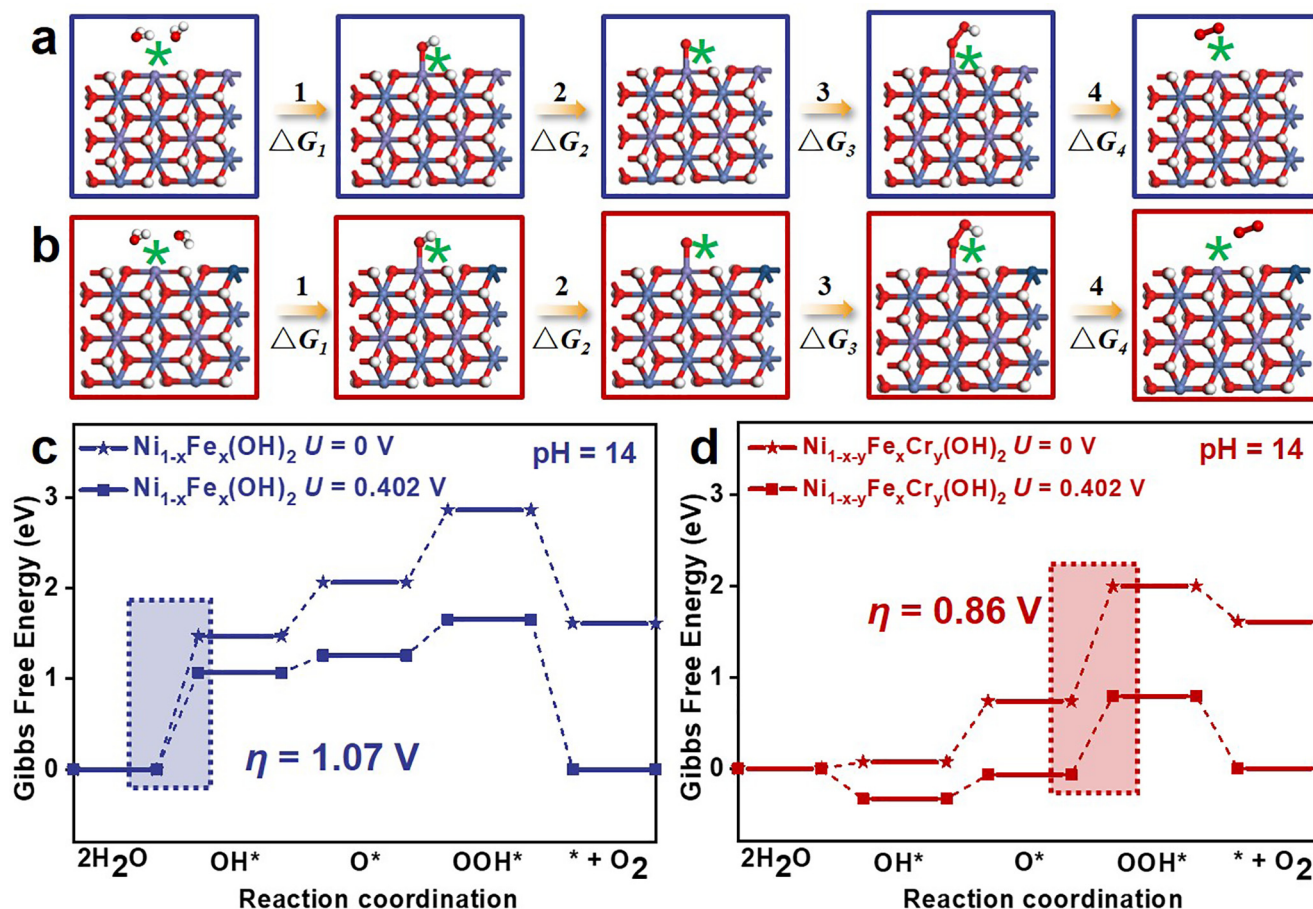 a
1 2 3 4
△G₁ △G₂ △G₃ △G₄
* * * * *
b
1 2 3 4
△G₁ △G₂ △G₃ △G₄
* * * * *
c
Ni₁₋ₓFeₓ(OH)₂ U = 0 V
Ni₁₋ₓFeₓ(OH)₂ U = 0.402 V
pH = 14
Gibbs Free Energy (eV)
3
2
1
0
η = 1.07 V
2H₂O OH* O* OOH* * + O₂
Reaction coordination
d
Ni₁₋ₓ₋yFeₓCry(OH)₂ U = 0 V
Ni₁₋ₓ₋yFeₓCry(OH)₂ U = 0.402 V
pH = 14
Gibbs Free Energy (eV)
3
2
1
0
η = 0.86 V
2H₂O OH* O* OOH* * + O₂
Reaction coordination